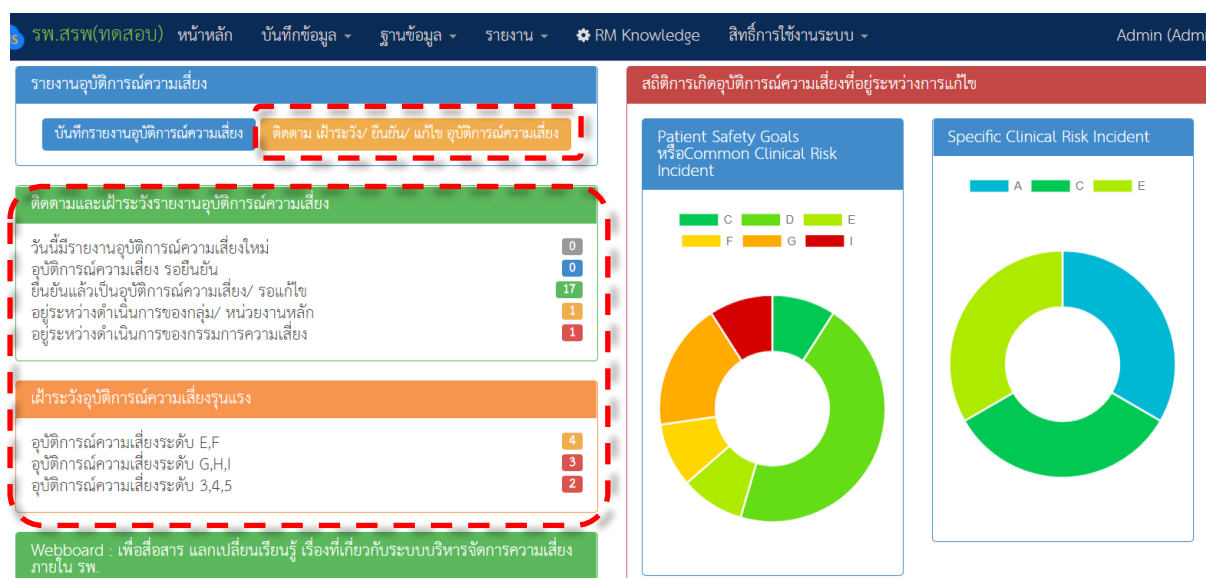 รพ.สรพ(ทดสอบ) หน้าหลัก บันทึกข้อมูล ฐานข้อมูล รายงาน RM Knowledge สิทธิ์การใช้งานระบบ Admin (Admi
รายงานอุบัติการณ์ความเสี่ยง
บันทึกรายงานอุบัติการณ์ความเสี่ยง ติดตาม เฝ้าระวัง/ ยืนยัน/ แก้ไข อุบัติการณ์ความเสี่ยง
ติดตามและเฝ้าระวังรายงานอุบัติการณ์ความเสี่ยง
วันนี้มีรายงานอุบัติการณ์ความเสี่ยงใหม่ 0
อุบัติการณ์ความเสี่ยง รอยืนยัน 0
ยืนยันแล้วเป็นอุบัติการณ์ความเสี่ยง/ รอแก้ไข 17
อยู่ระหว่างดำเนินการของกลุ่ม/ หน่วยงานหลัก 1
อยู่ระหว่างดำเนินการของกรรมการความเสี่ยง 1
เฝ้าระวังอุบัติการณ์ความเสี่ยงรุนแรง
อุบัติการณ์ความเสี่ยงระดับ E,F 4
อุบัติการณ์ความเสี่ยงระดับ G,H,I 3
อุบัติการณ์ความเสี่ยงระดับ 3,4,5 2
Webboard : เพื่อสื่อสาร แลกเปลี่ยนเรียนรู้ เรื่องที่เกี่ยวกับระบบบริหารจัดการความเสี่ยง
ภายใน รพ.
สถิติการเกิดอุบัติการณ์ความเสี่ยงที่อยู่ระหว่างการแก้ไข
Patient Safety Goals
หรือCommon Clinical Risk
Incident
C D E
F G I
Specific Clinical Risk Incident
A C E